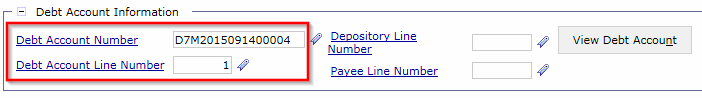 Debt Account Information
Debt Account Number D7M2015091400004
Debt Account Line Number 1
Depository Line
Number
Payee Line Number
View Debt Account